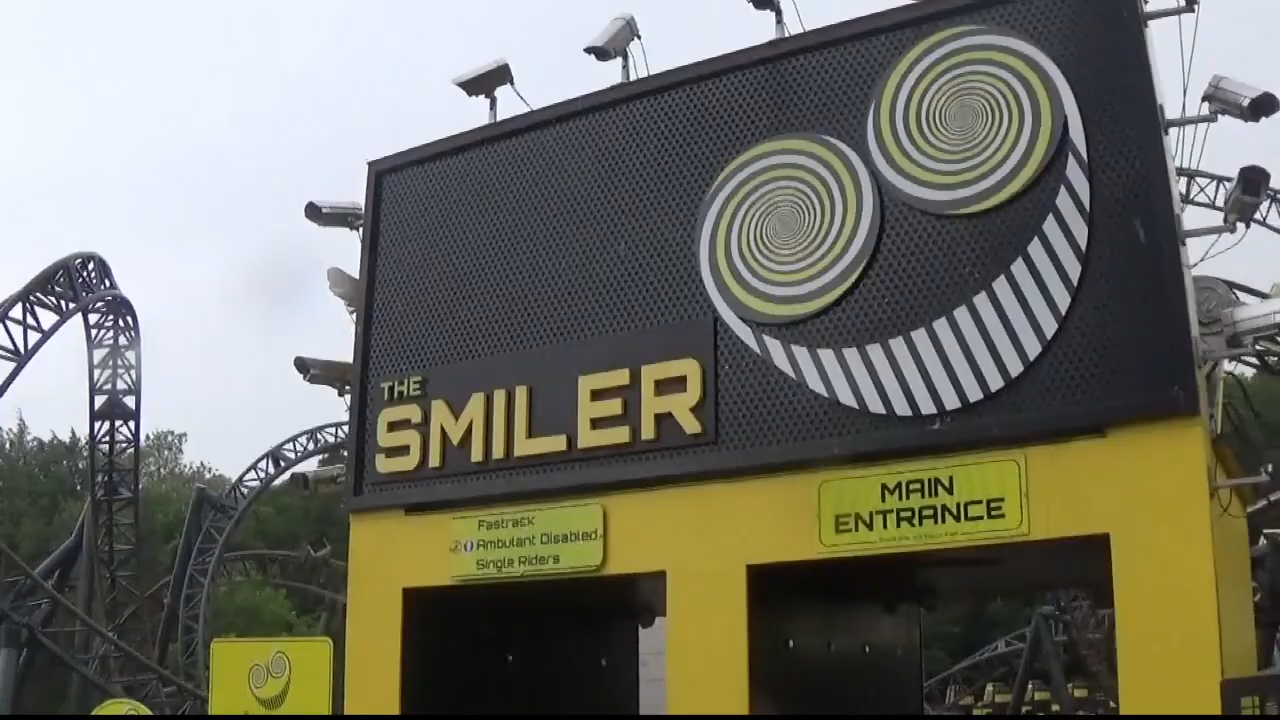 THE
SMILER
Fastrack
Ambulant Disabled
Single Riders
MAIN
ENTRANCE